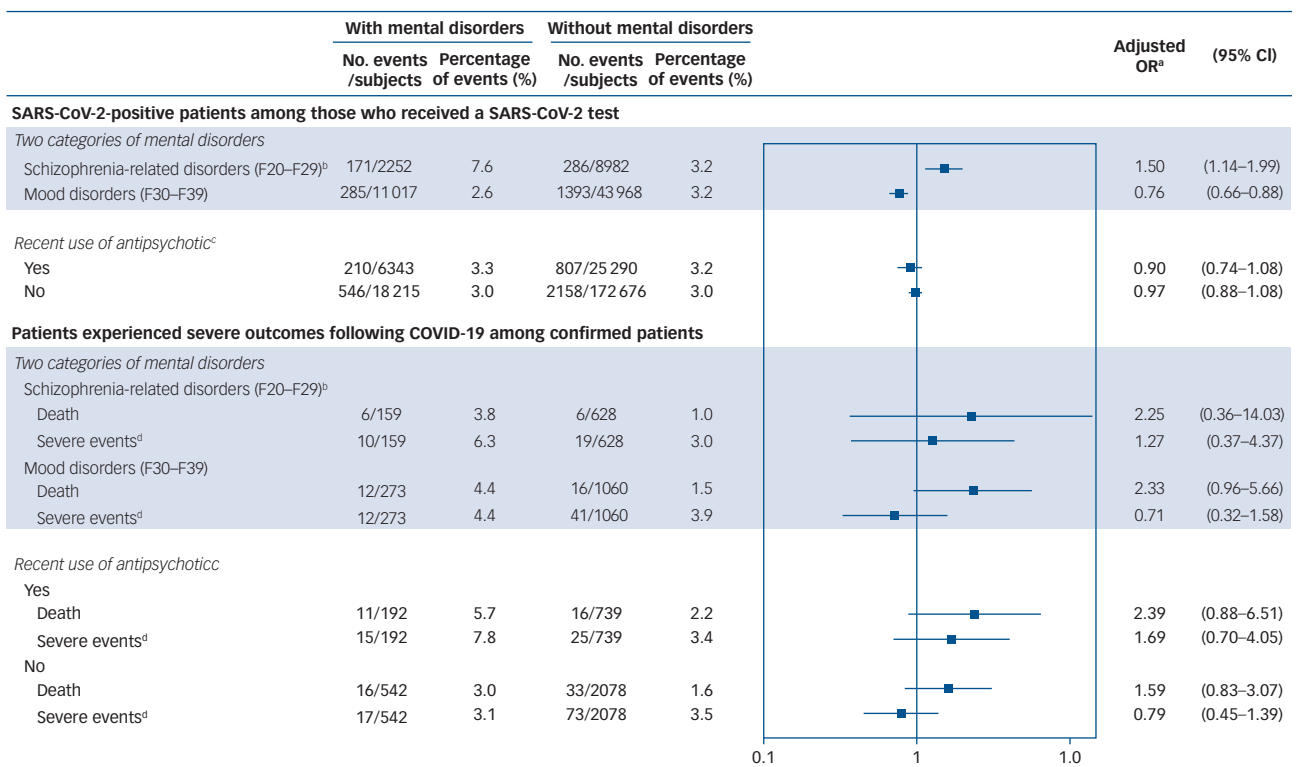 With mental disorders Without mental disorders
No. events Percentage No. events Percentage Adjusted (95% CI)
/subjects of events (%) /subjects of events (%) ORa
SARS-CoV-2-positive patients among those who received a SARS-CoV-2 test
Two categories of mental disorders
Schizophrenia-related disorders (F20–F29)b 171/2252 7.6 286/8982 3.2 1.50 (1.14–1.99)
Mood disorders (F30–F39) 285/11 017 2.6 1393/43 968 3.2 0.76 (0.66–0.88)
Recent use of antipsychoticc
Yes 210/6343 3.3 807/25 290 3.2 0.90 (0.74–1.08)
No 546/18 215 3.0 2158/172 676 3.0 0.97 (0.88–1.08)
Patients experienced severe outcomes following COVID-19 among confirmed patients
Two categories of mental disorders
Schizophrenia-related disorders (F20–F29)b
Death 6/159 3.8 6/628 1.0 2.25 (0.36–14.03)
Severe eventsd 10/159 6.3 19/628 3.0 1.27 (0.37–4.37)
Mood disorders (F30–F39)
Death 12/273 4.4 16/1060 1.5 2.33 (0.96–5.66)
Severe eventsd 12/273 4.4 41/1060 3.9 0.71 (0.32–1.58)
Recent use of antipsychoticc
Yes
Death 11/192 5.7 16/739 2.2 2.39 (0.88–6.51)
Severe eventsd 15/192 7.8 25/739 3.4 1.69 (0.70–4.05)
No
Death 16/542 3.0 33/2078 1.6 1.59 (0.83–3.07)
Severe eventsd 17/542 3.1 73/2078 3.5 0.79 (0.45–1.39)
0.1 1 1.0